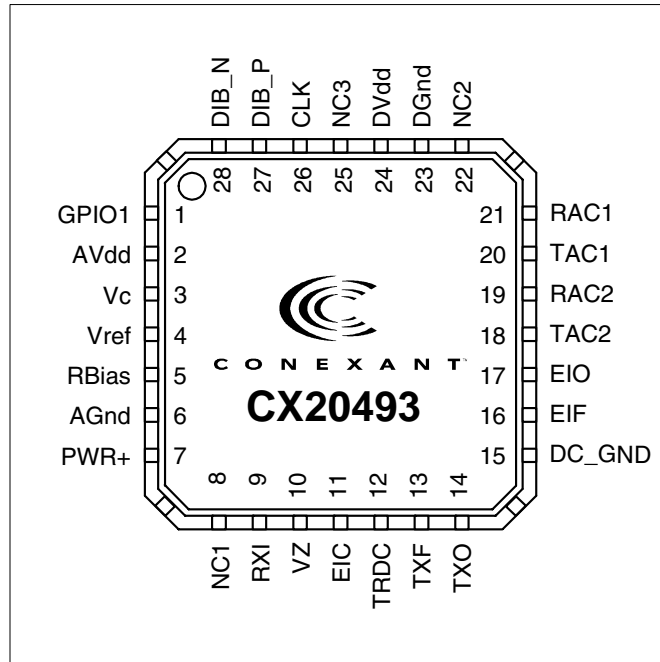 DIB_N
DIB_P
CLK
NC3
DVdd
DGnd
NC2
28
27
26
25
24
23
22
GPIO1 1
AVdd 2
Vc 3
Vref 4
RBias 5
AGnd 6
PWR+ 7
21 RAC1
20 TAC1
19 RAC2
18 TAC2
17 EIO
16 EIF
15 DC_GND
CONEXANT
CX20493
8
9
10
11
12
13
14
NC1
RXI
VZ
EIC
TRDC
TXF
TXO